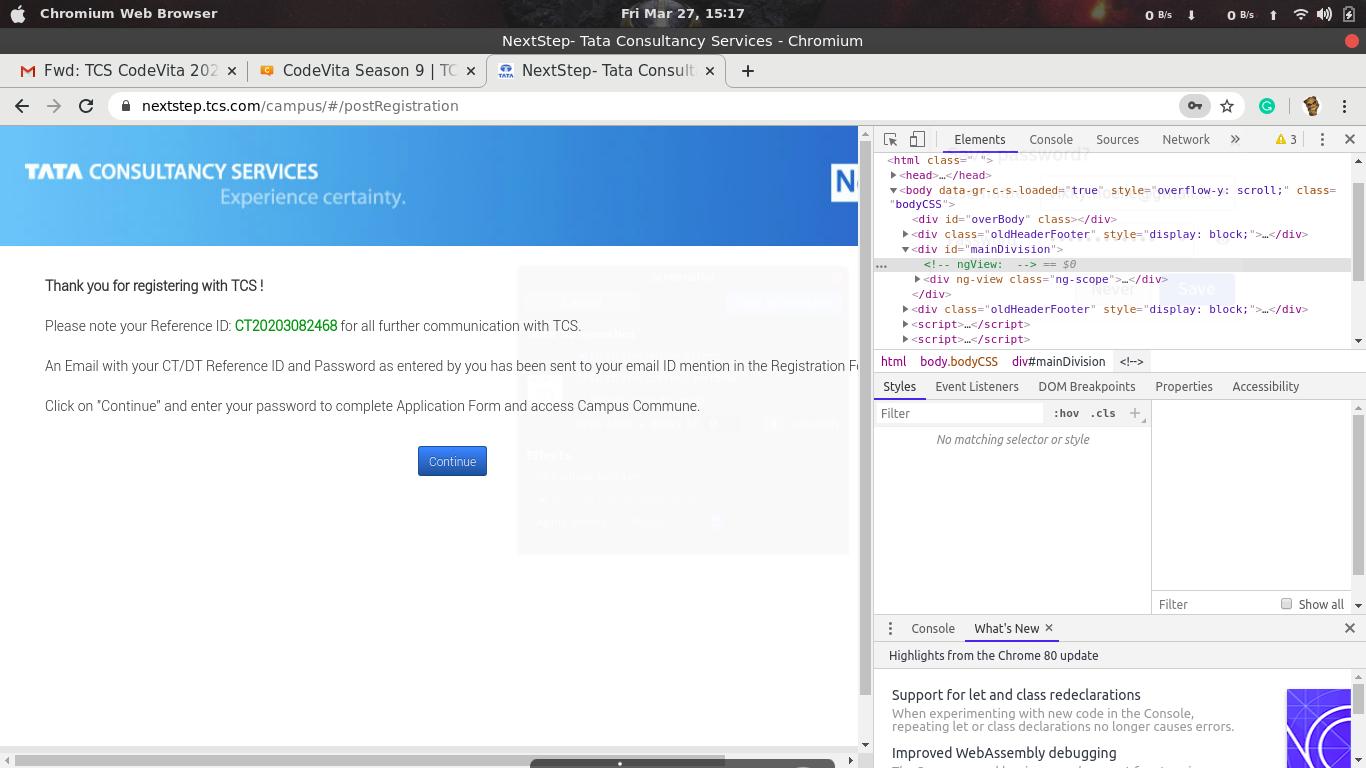 Chromium Web Browser
Fri Mar 27, 15:17
0 B/s
0 B/s
NextStep- Tata Consultancy Services - Chromium
Fwd: TCS CodeVita 202
CodeVita Season 9 | TC
NextStep- Tata Consult
nextstep.tcs.com/campus/#/postRegistration
TATA CONSULTANCY SERVICES
Experience certainty.
Thank you for registering with TCS !
Please note your Reference ID: CT20203082468 for all further communication with TCS.
An Email with your CT/DT Reference ID and Password as entered by you has been sent to your email ID mention in the Registration Fo
Click on "Continue" and enter your password to complete Application Form and access Campus Commune.
Continue
Elements Console Sources Network » 3
password?
<html class=" ">
<head>…</head>
<body data-gr-c-s-loaded="true" style="overflow-y: scroll;" class=
"bodyCSS">
<div id="overBody" class></div>
<div class="oldHeaderFooter" style="display: block;">…</div>
<div id="mainDivision">
<!-- ngView:  --> == $0
<div ng-view class="ng-scope">…</div>
Never
Save
</div>
<div class="oldHeaderFooter" style="display: block;">…</div>
<script>…</script>
<script>…</script>
html body.bodyCSS div#mainDivision <!-->
Styles Event Listeners DOM Breakpoints Properties Accessibility
Filter :hov .cls +
No matching selector or style
Filter Show all
Console What's New
Highlights from the Chrome 80 update
Support for let and class redeclarations
When experimenting with new code in the Console,
repeating let or class declarations no longer causes errors.
Improved WebAssembly debugging